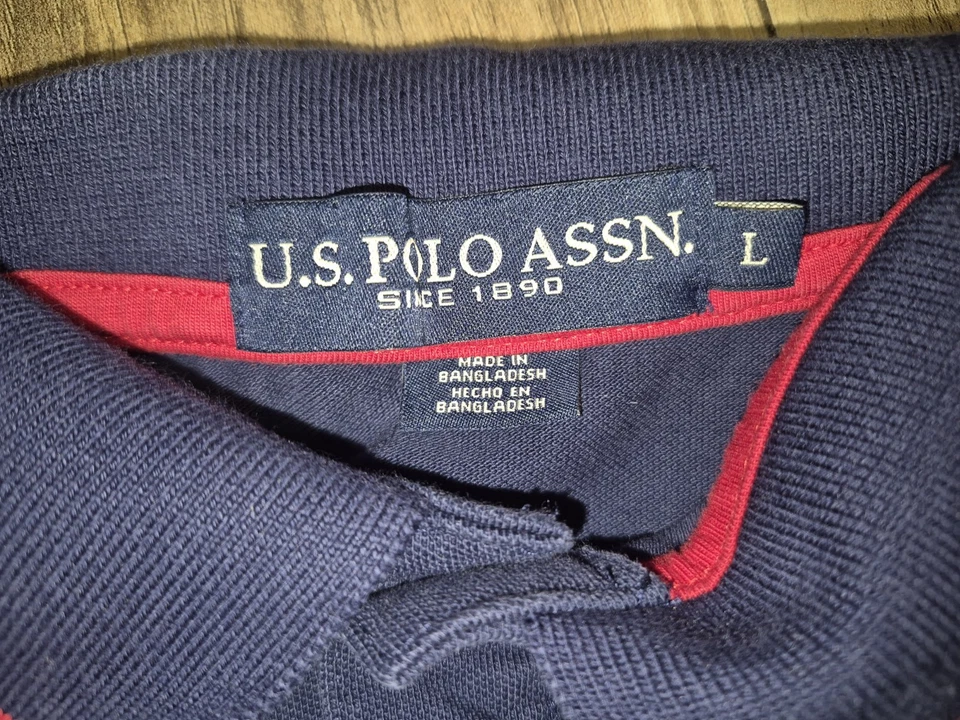 U.S. POLO ASSN.
SINCE 1890
L
MADE IN
BANGLADESH
HECHO EN
BANGLADESH